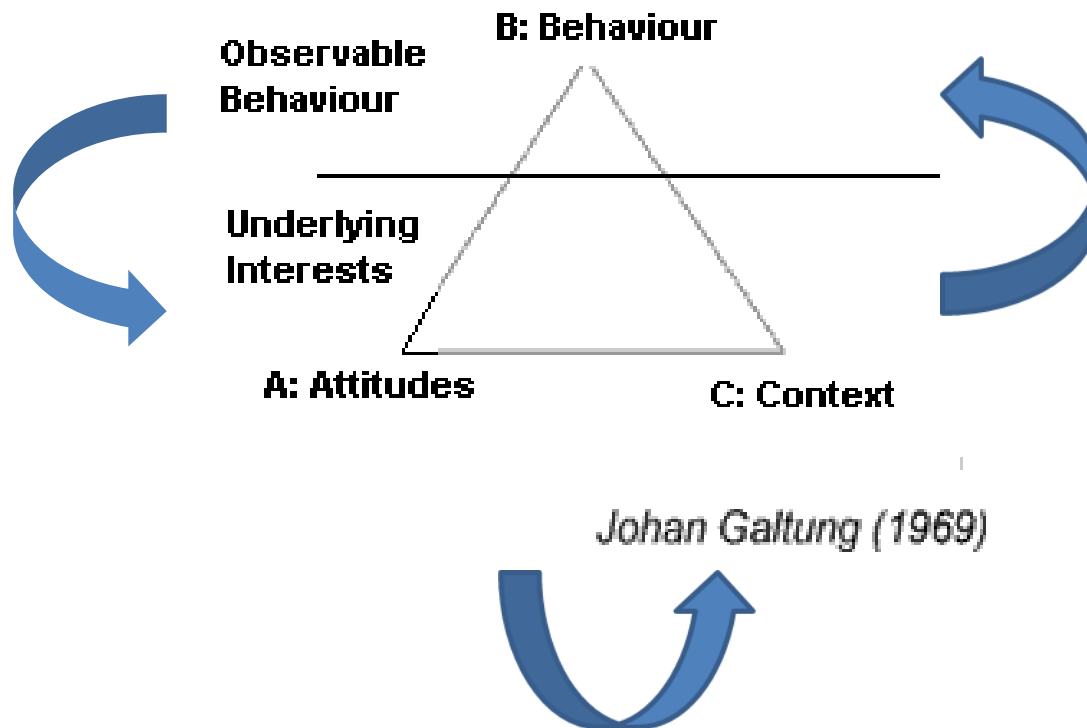 B: Behaviour
Observable
Behaviour
Underlying
Interests
A: Attitudes
C: Context
Johan Galtung (1969)